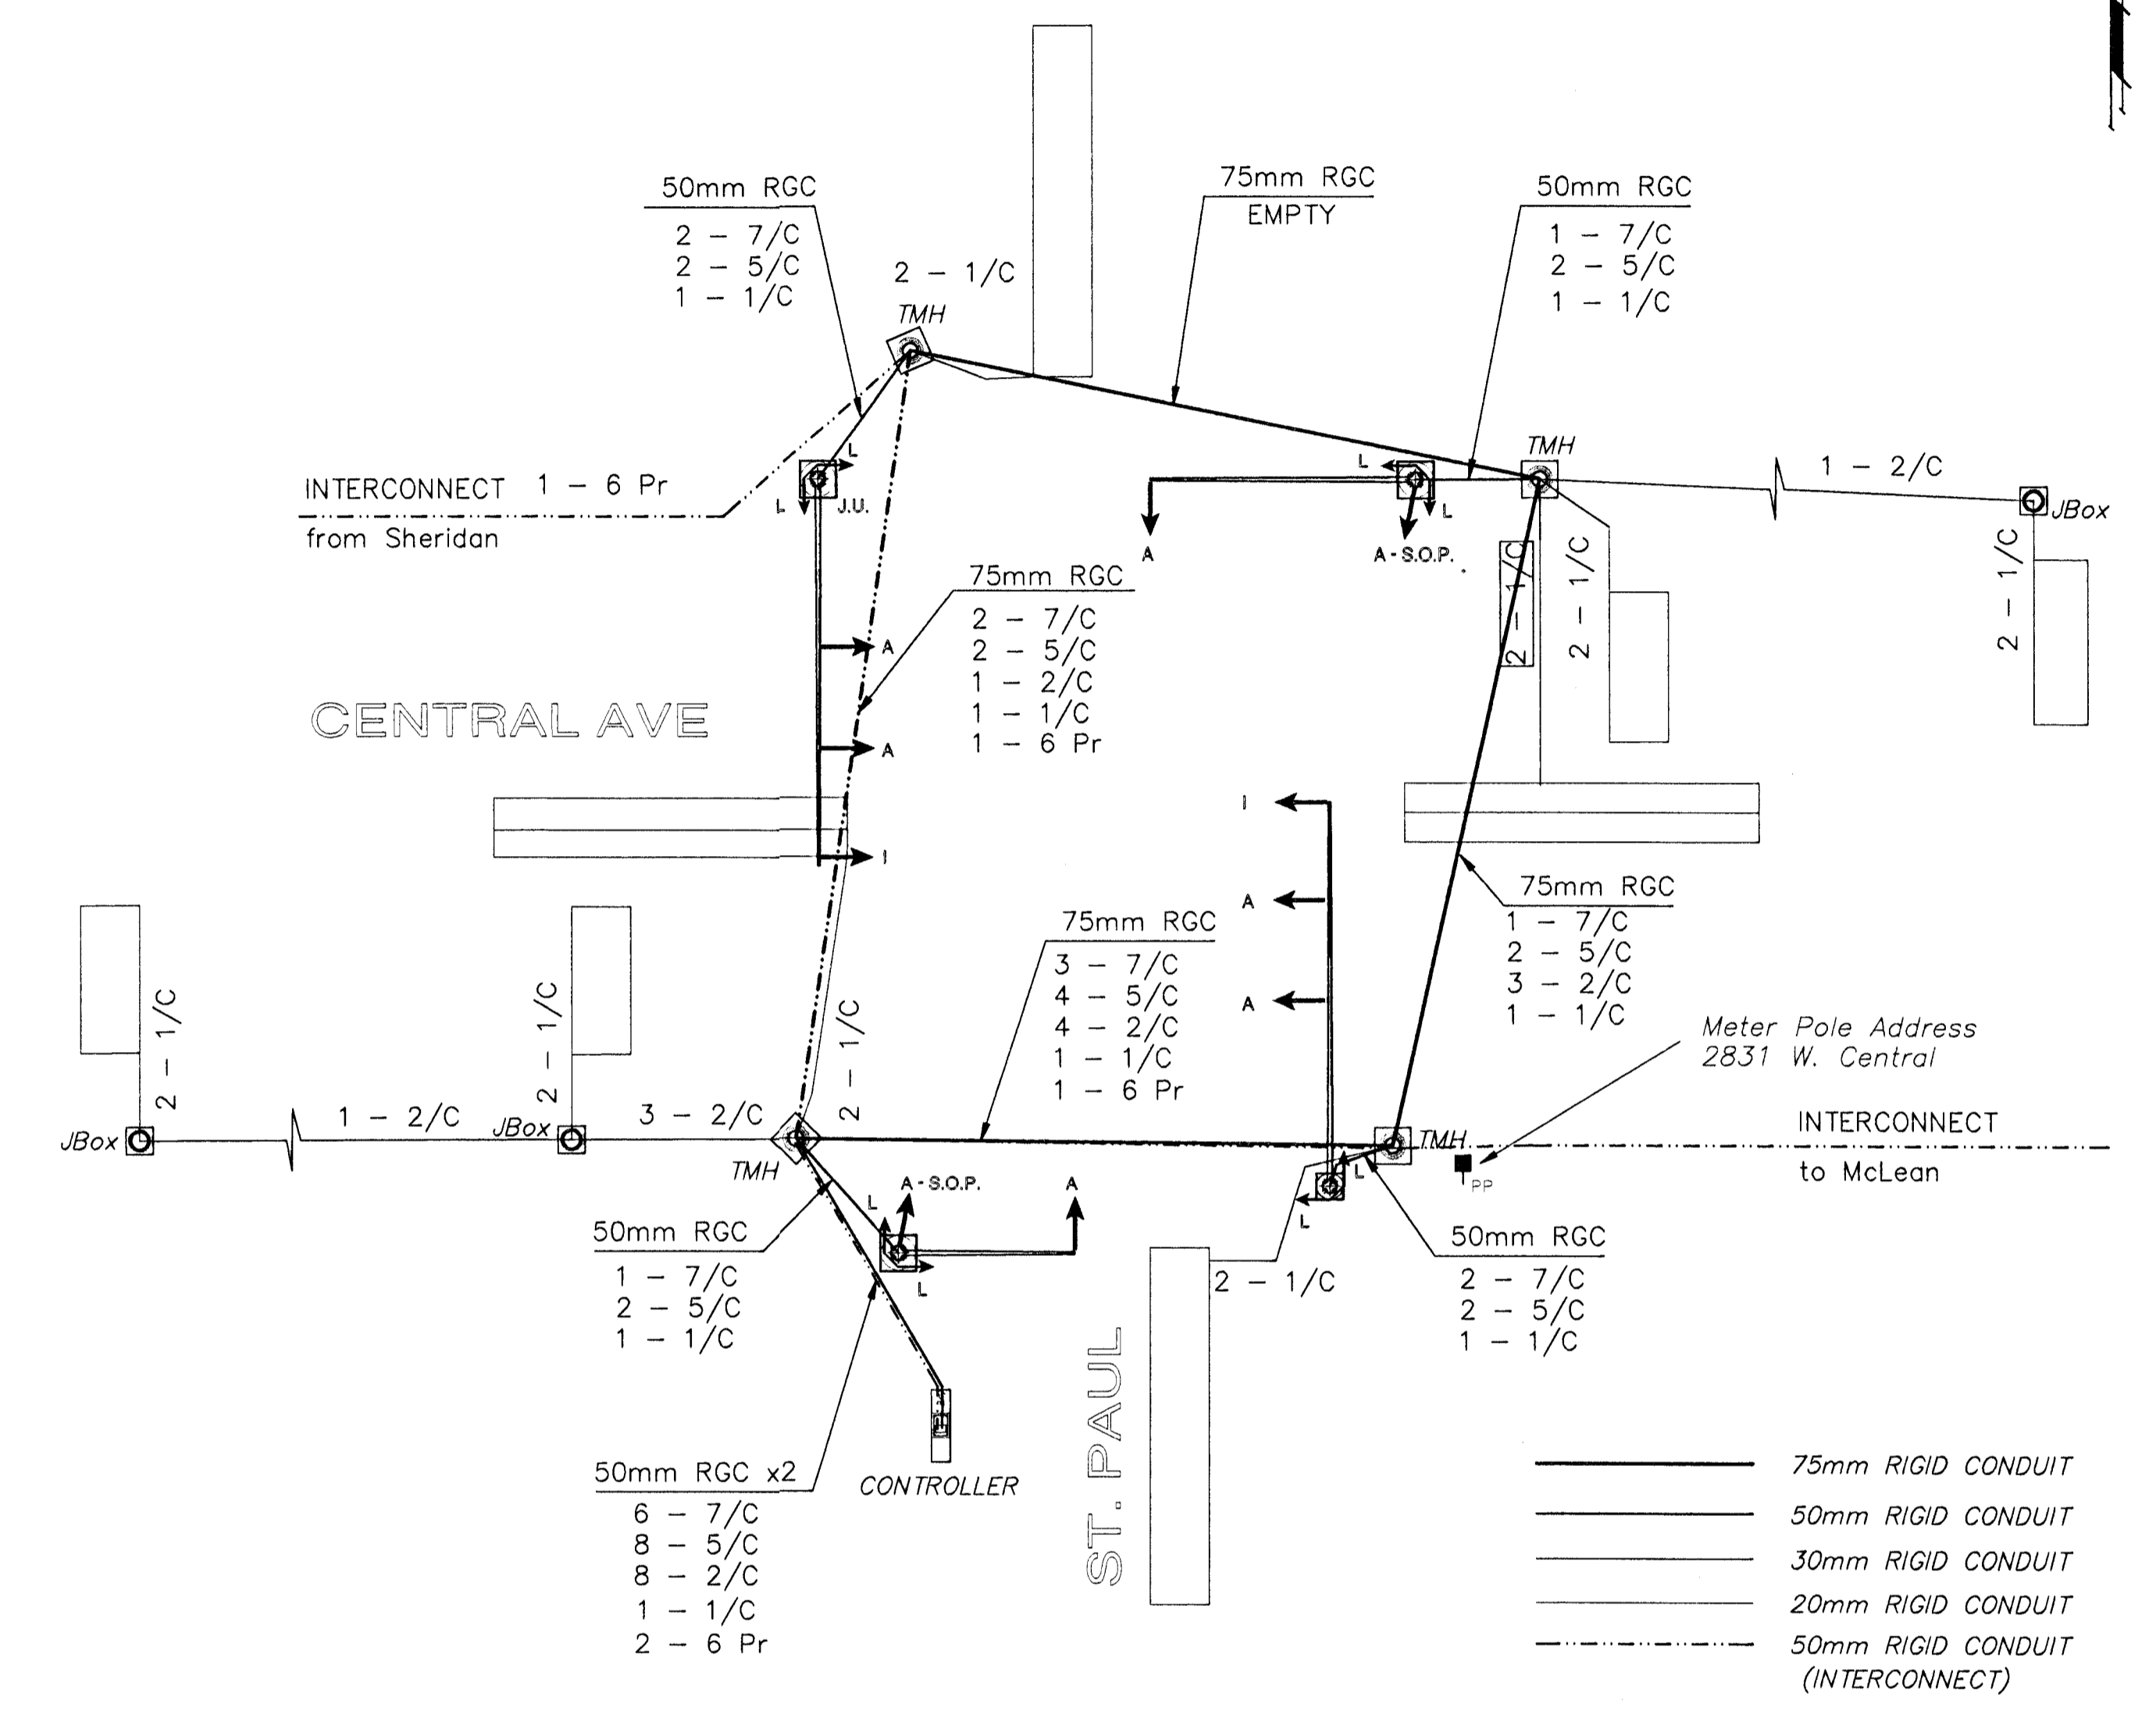 50mm RGC
2 - 7/C
2 - 5/C
1 - 1/C
2 - 1/C
TMH
75mm RGC
EMPTY
50mm RGC
1 - 7/C
2 - 5/C
1 - 1/C
TMH
1 - 2/C
JBox
2 - 1/C
INTERCONNECT 1 - 6 Pr
from Sheridan
L
L
J.U.
L
L
A
A - S.O.P.
2 - 1/C
2 - 1/C
75mm RGC
2 - 7/C
2 - 5/C
1 - 2/C
1 - 1/C
1 - 6 Pr
A
A
I
CENTRAL AVE
I
A
A
75mm RGC
1 - 7/C
2 - 5/C
3 - 2/C
1 - 1/C
75mm RGC
3 - 7/C
4 - 5/C
4 - 2/C
1 - 1/C
1 - 6 Pr
Meter Pole Address
2831 W. Central
2 - 1/C
2 - 1/C
2 - 1/C
JBox
1 - 2/C
JBox
3 - 2/C
TMH
TMH
INTERCONNECT
to McLean
PP
L
L
A - S.O.P.
A
L
L
50mm RGC
1 - 7/C
2 - 5/C
1 - 1/C
2 - 1/C
50mm RGC
2 - 7/C
2 - 5/C
1 - 1/C
ST. PAUL
50mm RGC x2
6 - 7/C
8 - 5/C
8 - 2/C
1 - 1/C
2 - 6 Pr
CONTROLLER
75mm RIGID CONDUIT
50mm RIGID CONDUIT
30mm RIGID CONDUIT
20mm RIGID CONDUIT
50mm RIGID CONDUIT
(INTERCONNECT)